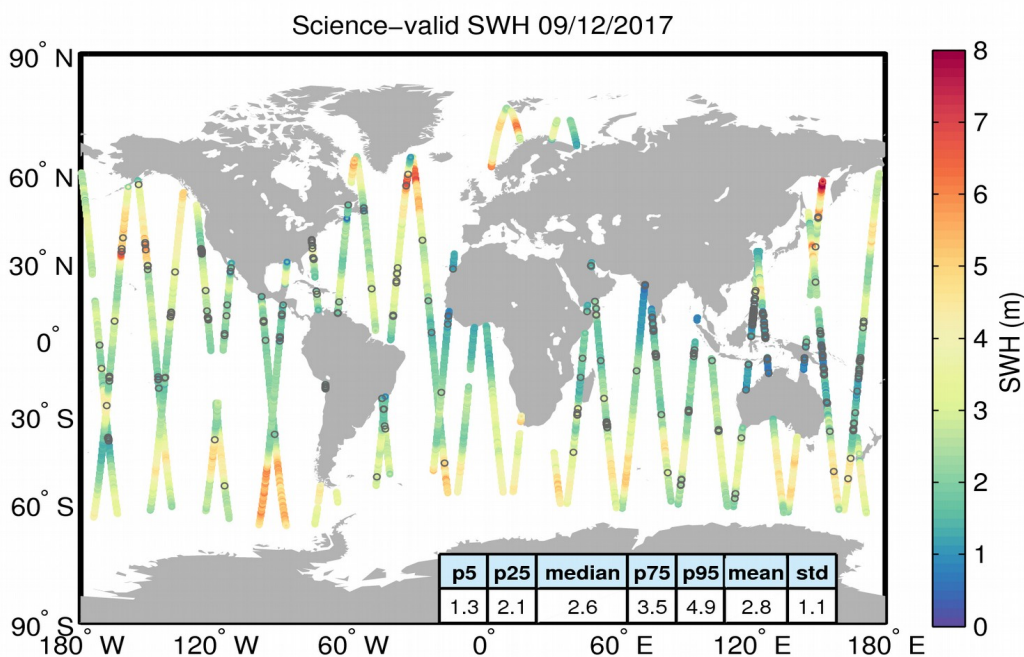 Science−valid SWH 09/12/2017
90° N
60° N
30° N
0°
30° S
60° S
90° S
180° W
120° W
60° W
0°
60° E
120° E
180° E
p5 p25 median p75 p95 mean std
1.3 2.1 2.6 3.5 4.9 2.8 1.1
8
7
6
5
4
3
2
1
0
SWH (m)